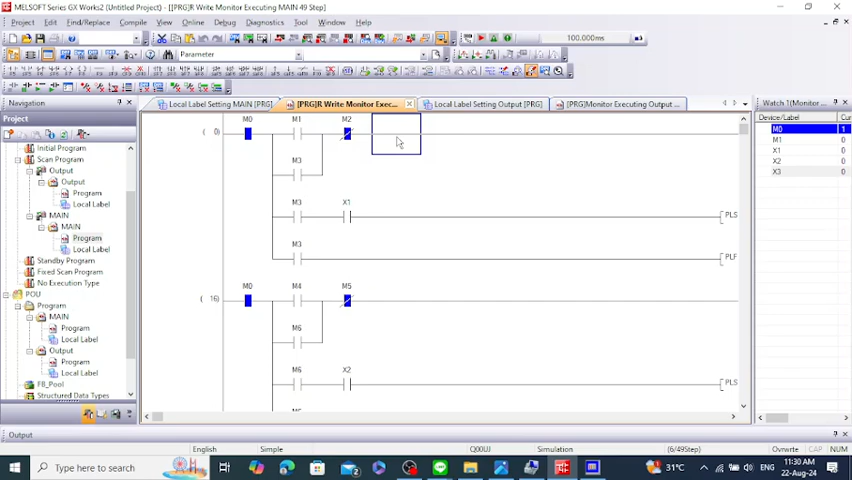 MELSOFT Series GX Works2 (Untitled Project) - [[PRG]R Write Monitor Executing MAIN 49 Step]
Project Edit Find/Replace Compile View Online Debug Diagnostics Tool Window Help
100.000ms
Parameter
Navigation
Local Label Setting MAIN [PRG]
[PRG]R Write Monitor Exec...
Local Label Setting Output [PRG]
[PRG]Monitor Executing Output ...
Watch 1(Monitor
Project
Device/Label
M0 1
M1 0
X1 0
X2 0
X3 0
Initial Program
Scan Program
Output
Output
Program
Local Label
MAIN
MAIN
Program
Local Label
Standby Program
Fixed Scan Program
No Execution Type
POU
Program
MAIN
Program
Local Label
Output
Program
Local Label
FB_Pool
Structured Data Types
M0 M1 M2
( 0)
M3
M3 X1
PLS
M3
PLF
M0 M4 M5
( 16)
M6
M6 X2
PLS
Output
English Simple Q00UJ Simulation (6/49Step) Ovrwrte CAP NUM
Type here to search
31°C
ENG
11:30 AM
22-Aug-24